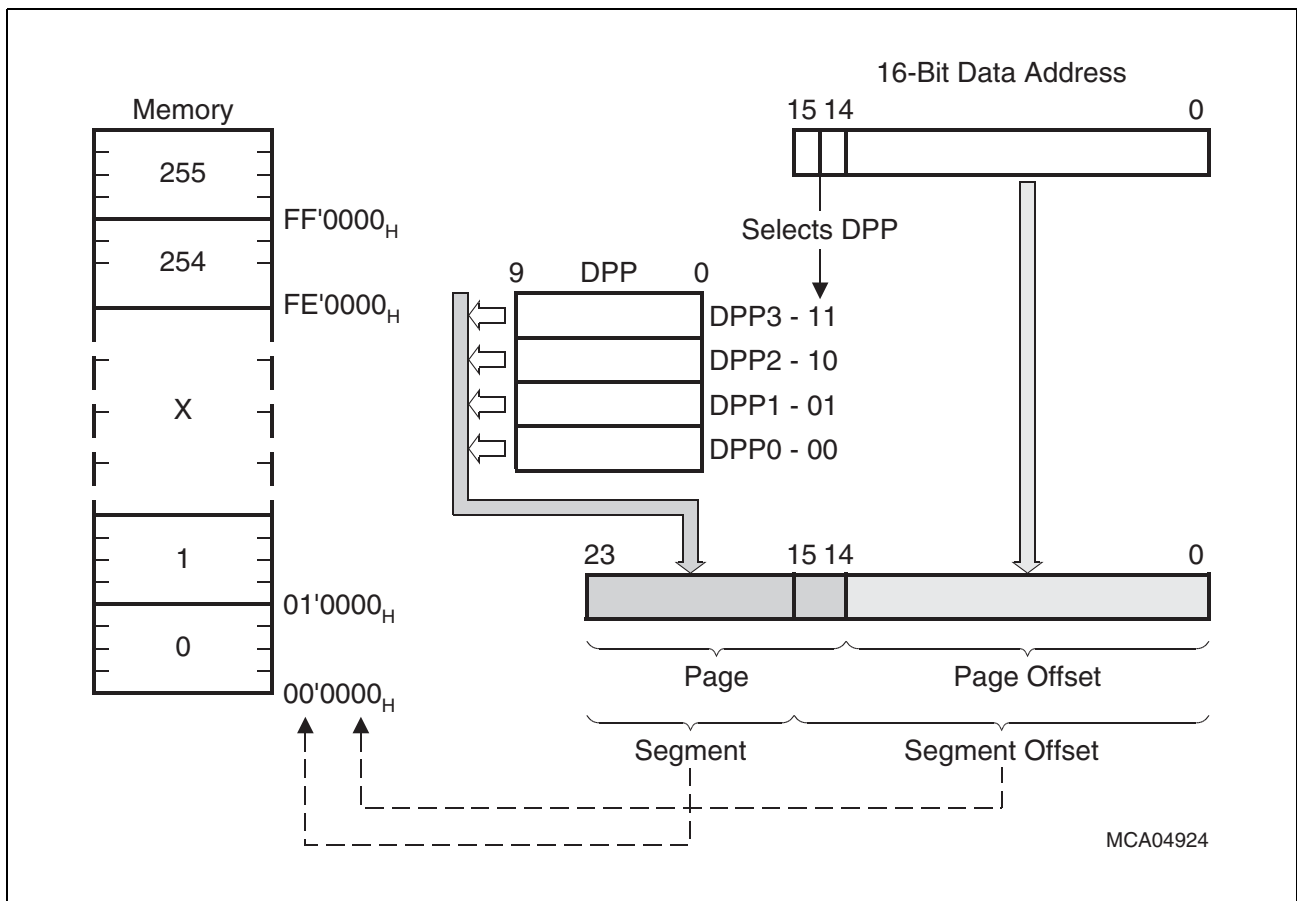 16-Bit Data Address
15 14 0
Memory
255
FF'0000H
254
FE'0000H
X
1
01'0000H
0
00'0000H
Selects DPP
9 DPP 0
DPP3 - 11
DPP2 - 10
DPP1 - 01
DPP0 - 00
23 15 14 0
Page Page Offset
Segment Segment Offset
MCA04924